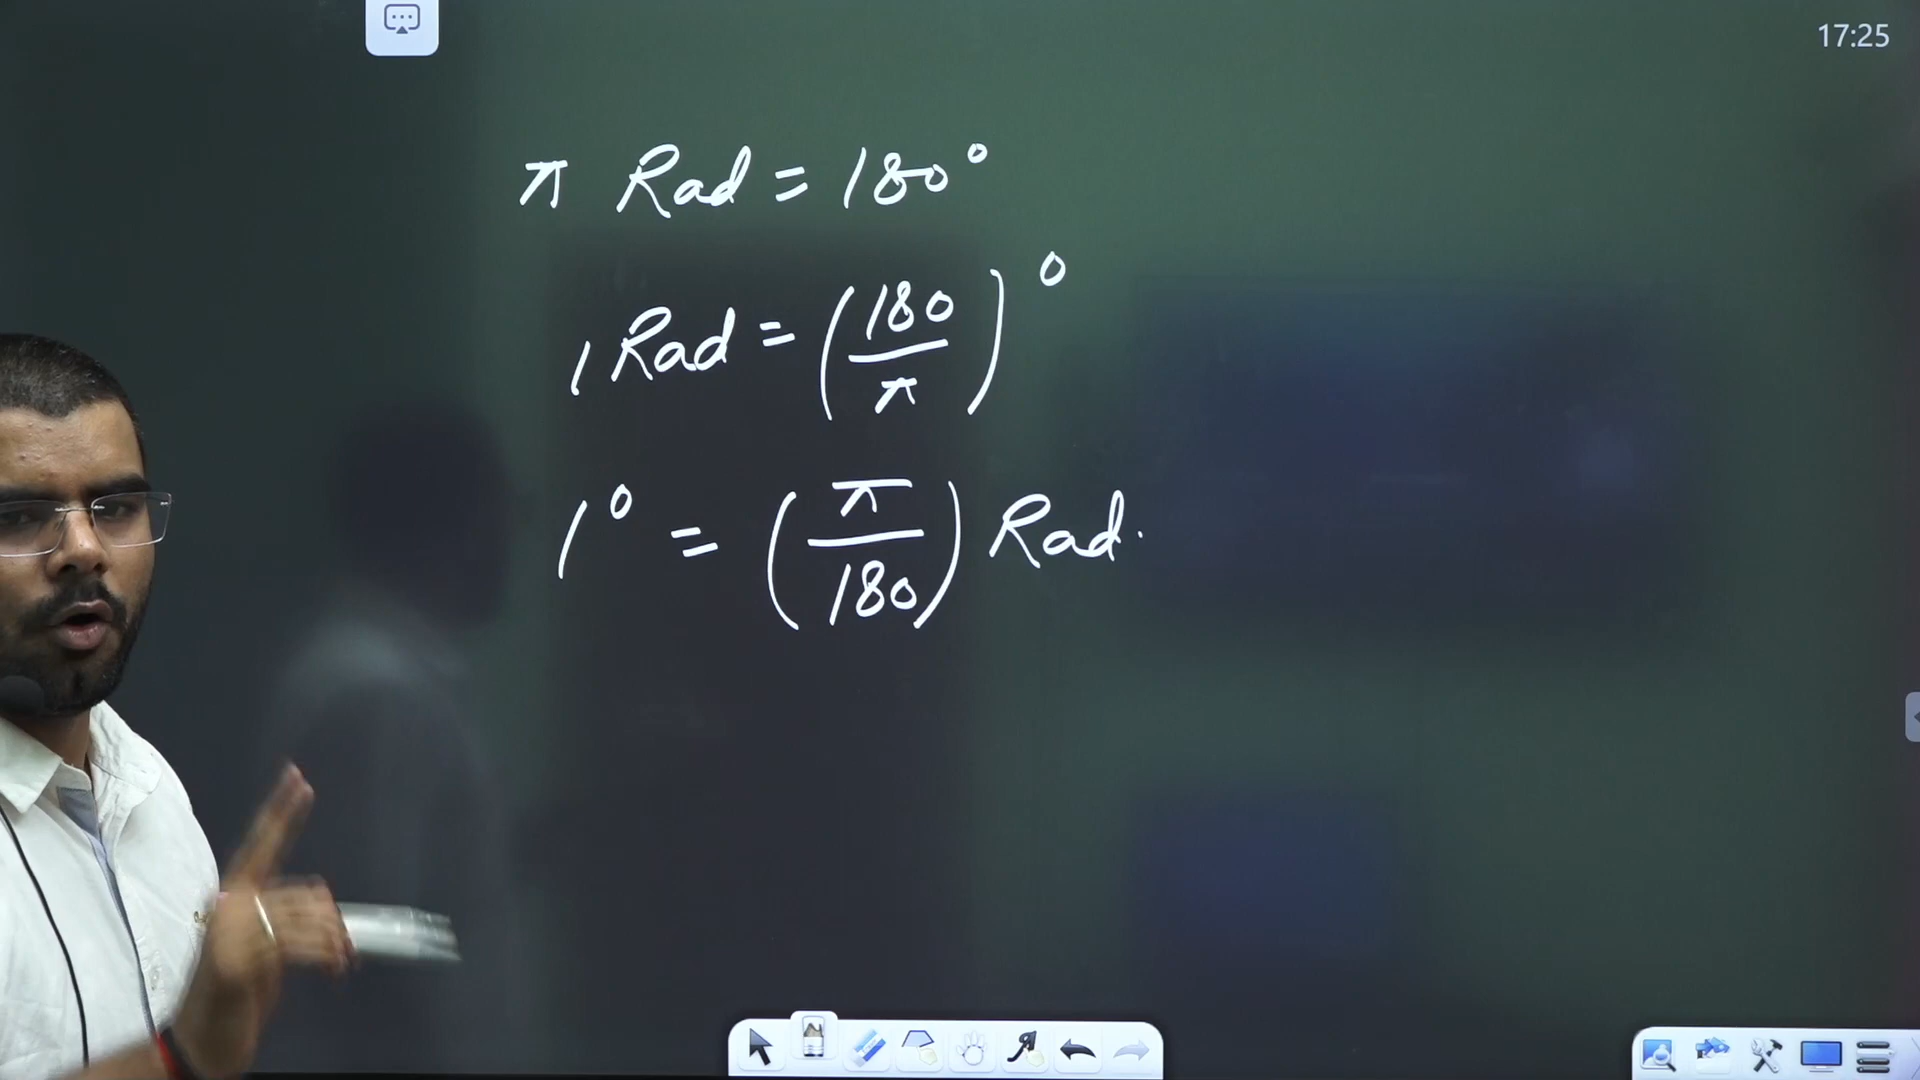 17:25
π Rad = 180°
1 Rad = (180/π)°
1° = (π/180) Rad.